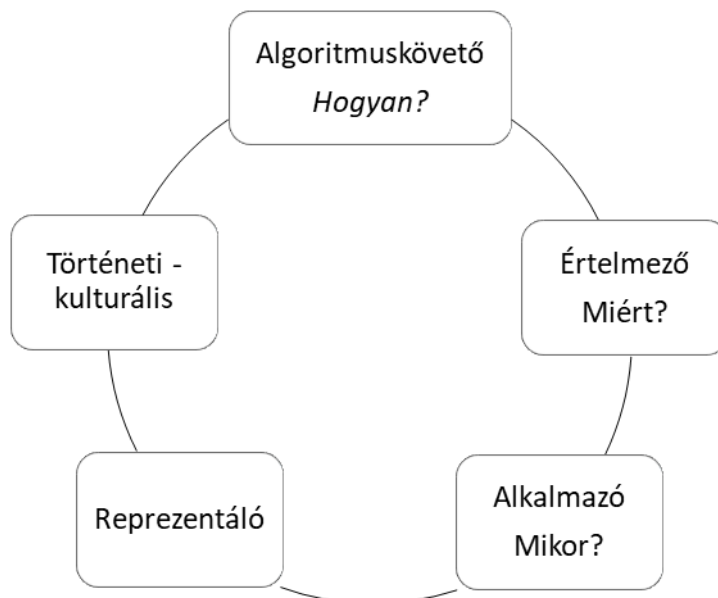 Algoritmuskövető
Hogyan?
Értelmező
Miért?
Alkalmazó
Mikor?
Reprezentáló
Történeti -
kulturális